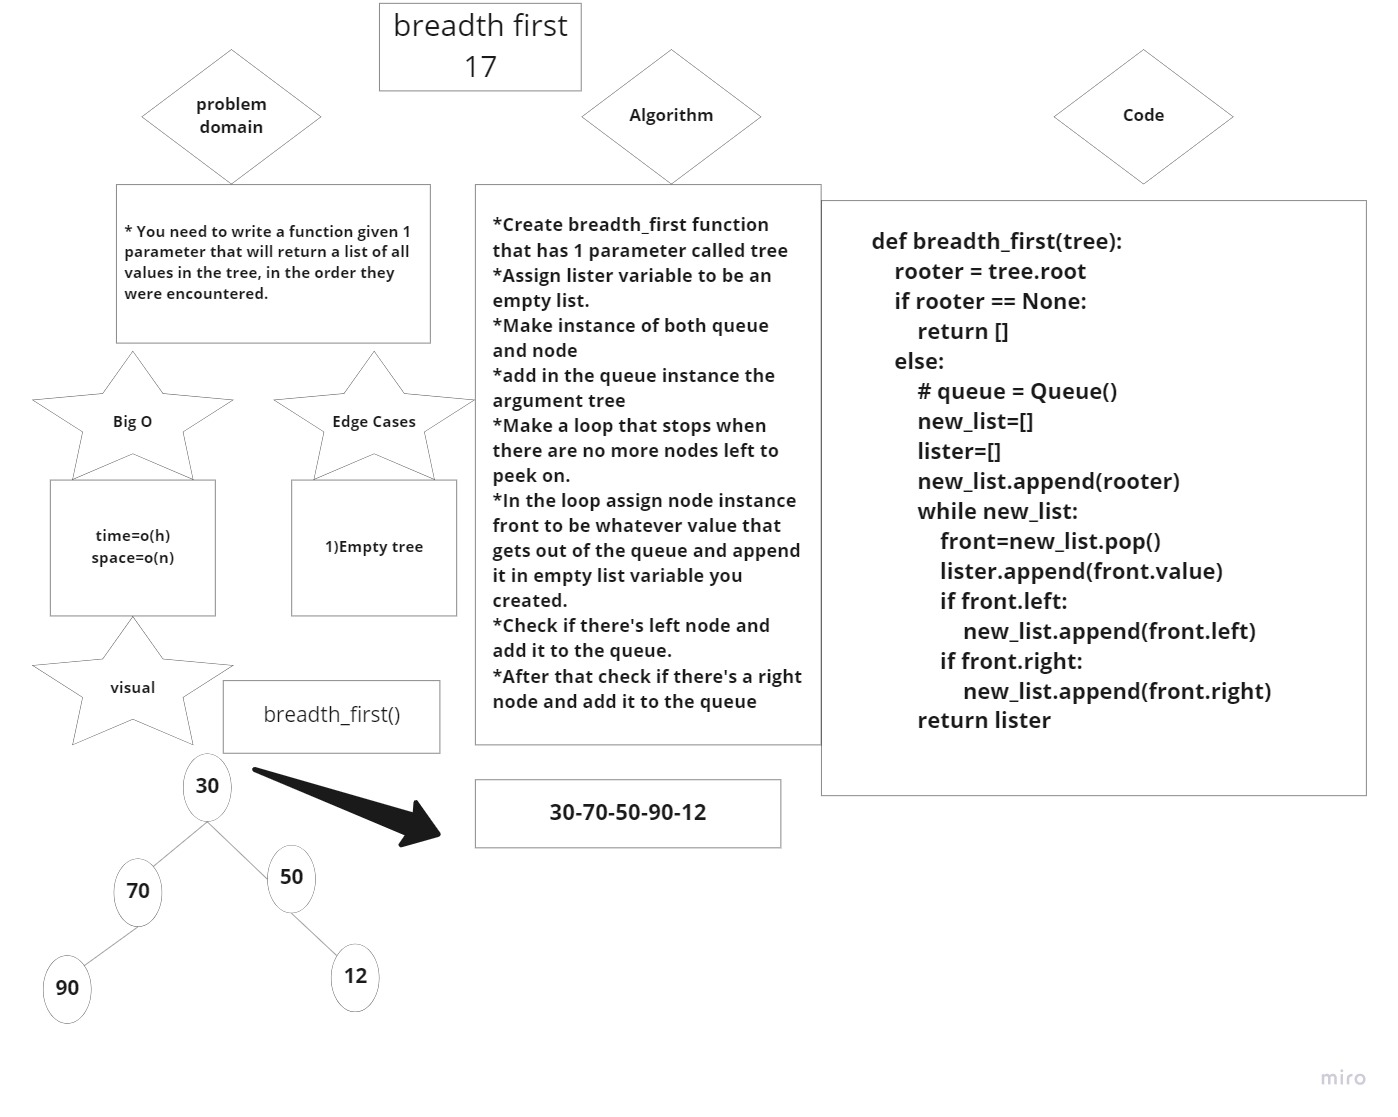 breadth first
17
problem
domain
* You need to write a function given 1
parameter that will return a list of all
values in the tree, in the order they
were encountered.
Big O
Edge Cases
time=o(h)
space=o(n)
1)Empty tree
visual
breadth_first()
30
70
50
90
12
Algorithm
*Create breadth_first function
that has 1 parameter called tree
*Assign lister variable to be an
empty list.
*Make instance of both queue
and node
*add in the queue instance the
argument tree
*Make a loop that stops when
there are no more nodes left to
peek on.
*In the loop assign node instance
front to be whatever value that
gets out of the queue and append
it in empty list variable you
created.
*Check if there's left node and
add it to the queue.
*After that check if there's a right
node and add it to the queue
30-70-50-90-12
Code
def breadth_first(tree):
    rooter = tree.root
    if rooter == None:
        return []
    else:
        # queue = Queue()
        new_list=[]
        lister=[]
        new_list.append(rooter)
        while new_list:
            front=new_list.pop()
            lister.append(front.value)
            if front.left:
                new_list.append(front.left)
            if front.right:
                new_list.append(front.right)
        return lister
miro